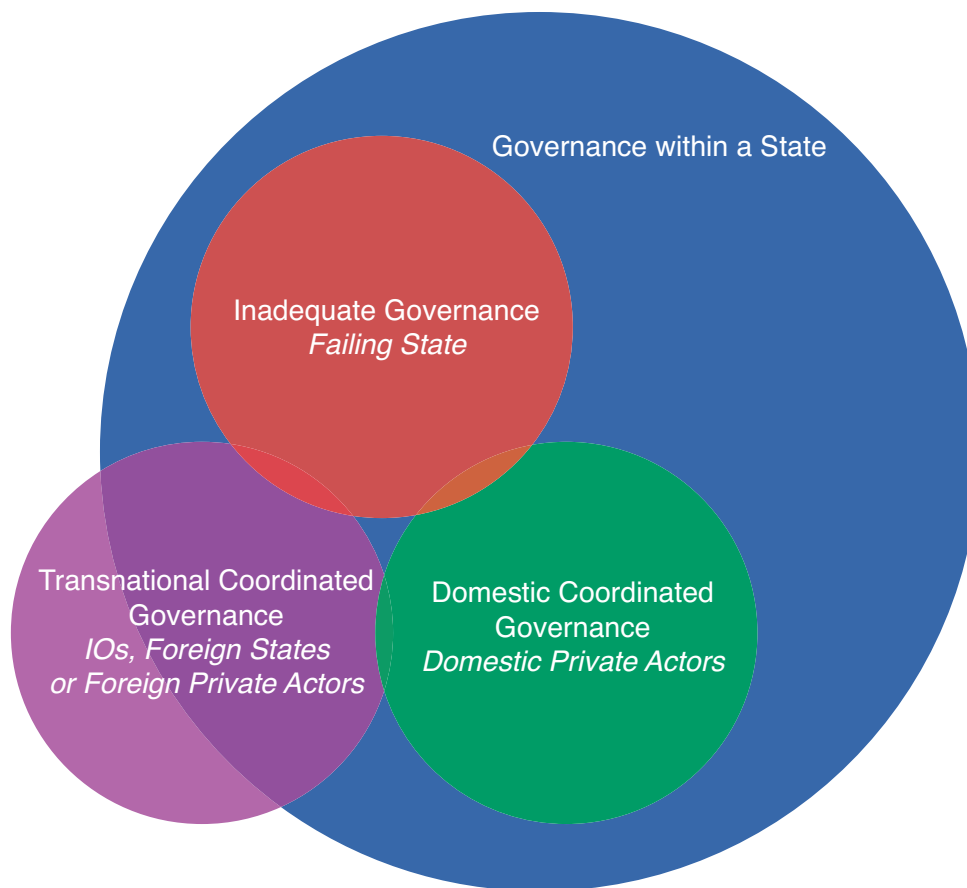 Governance within a State
Inadequate Governance
Failing State
Transnational Coordinated
Governance
IOs, Foreign States
or Foreign Private Actors
Domestic Coordinated
Governance
Domestic Private Actors